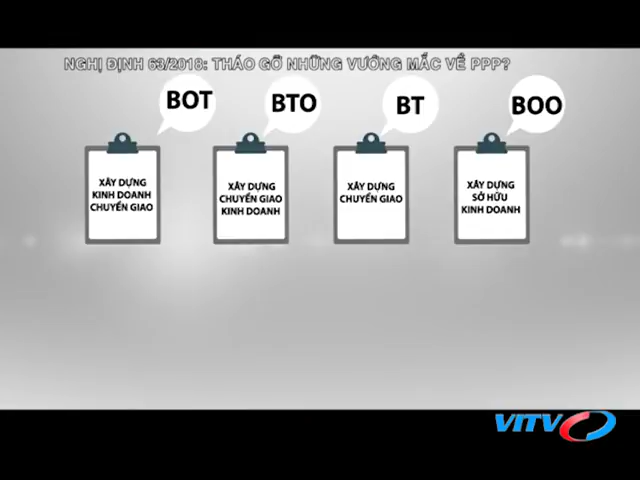 NGHỊ ĐỊNH 63/2018: THÁO GỠ NHỮNG VƯỚNG MẮC VỀ PPP?
BOT
BTO
BT
BOO
XÂY DỰNG
KINH DOANH
CHUYỂN GIAO
XÂY DỰNG
CHUYỂN GIAO
KINH DOANH
XÂY DỰNG
CHUYỂN GIAO
XÂY DỰNG
SỞ HỮU
KINH DOANH
VITV